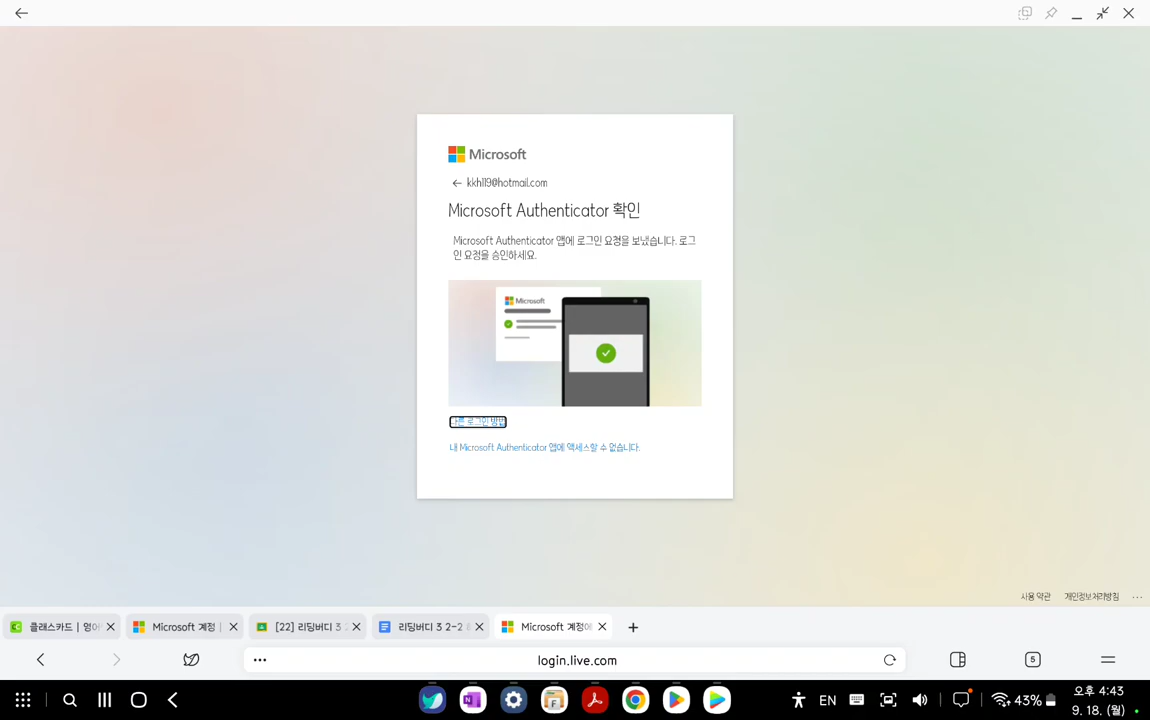 Microsoft
kkh119@hotmail.com
Microsoft Authenticator 확인
Microsoft Authenticator 앱에 로그인 요청을 보냈습니다. 로그
인 요청을 승인하세요.
Microsoft
다른 로그인 방법
내 Microsoft Authenticator 앱에 액세스할 수 없습니다.
사용 약관 개인정보처리방침 ...
플래스카드 | 영어
Microsoft 계정 |
[22] 리딩버디 3
리딩버디 3 2-2
Microsoft 계정에
login.live.com
5
EN
43%
오후 4:43
9. 18. (월)